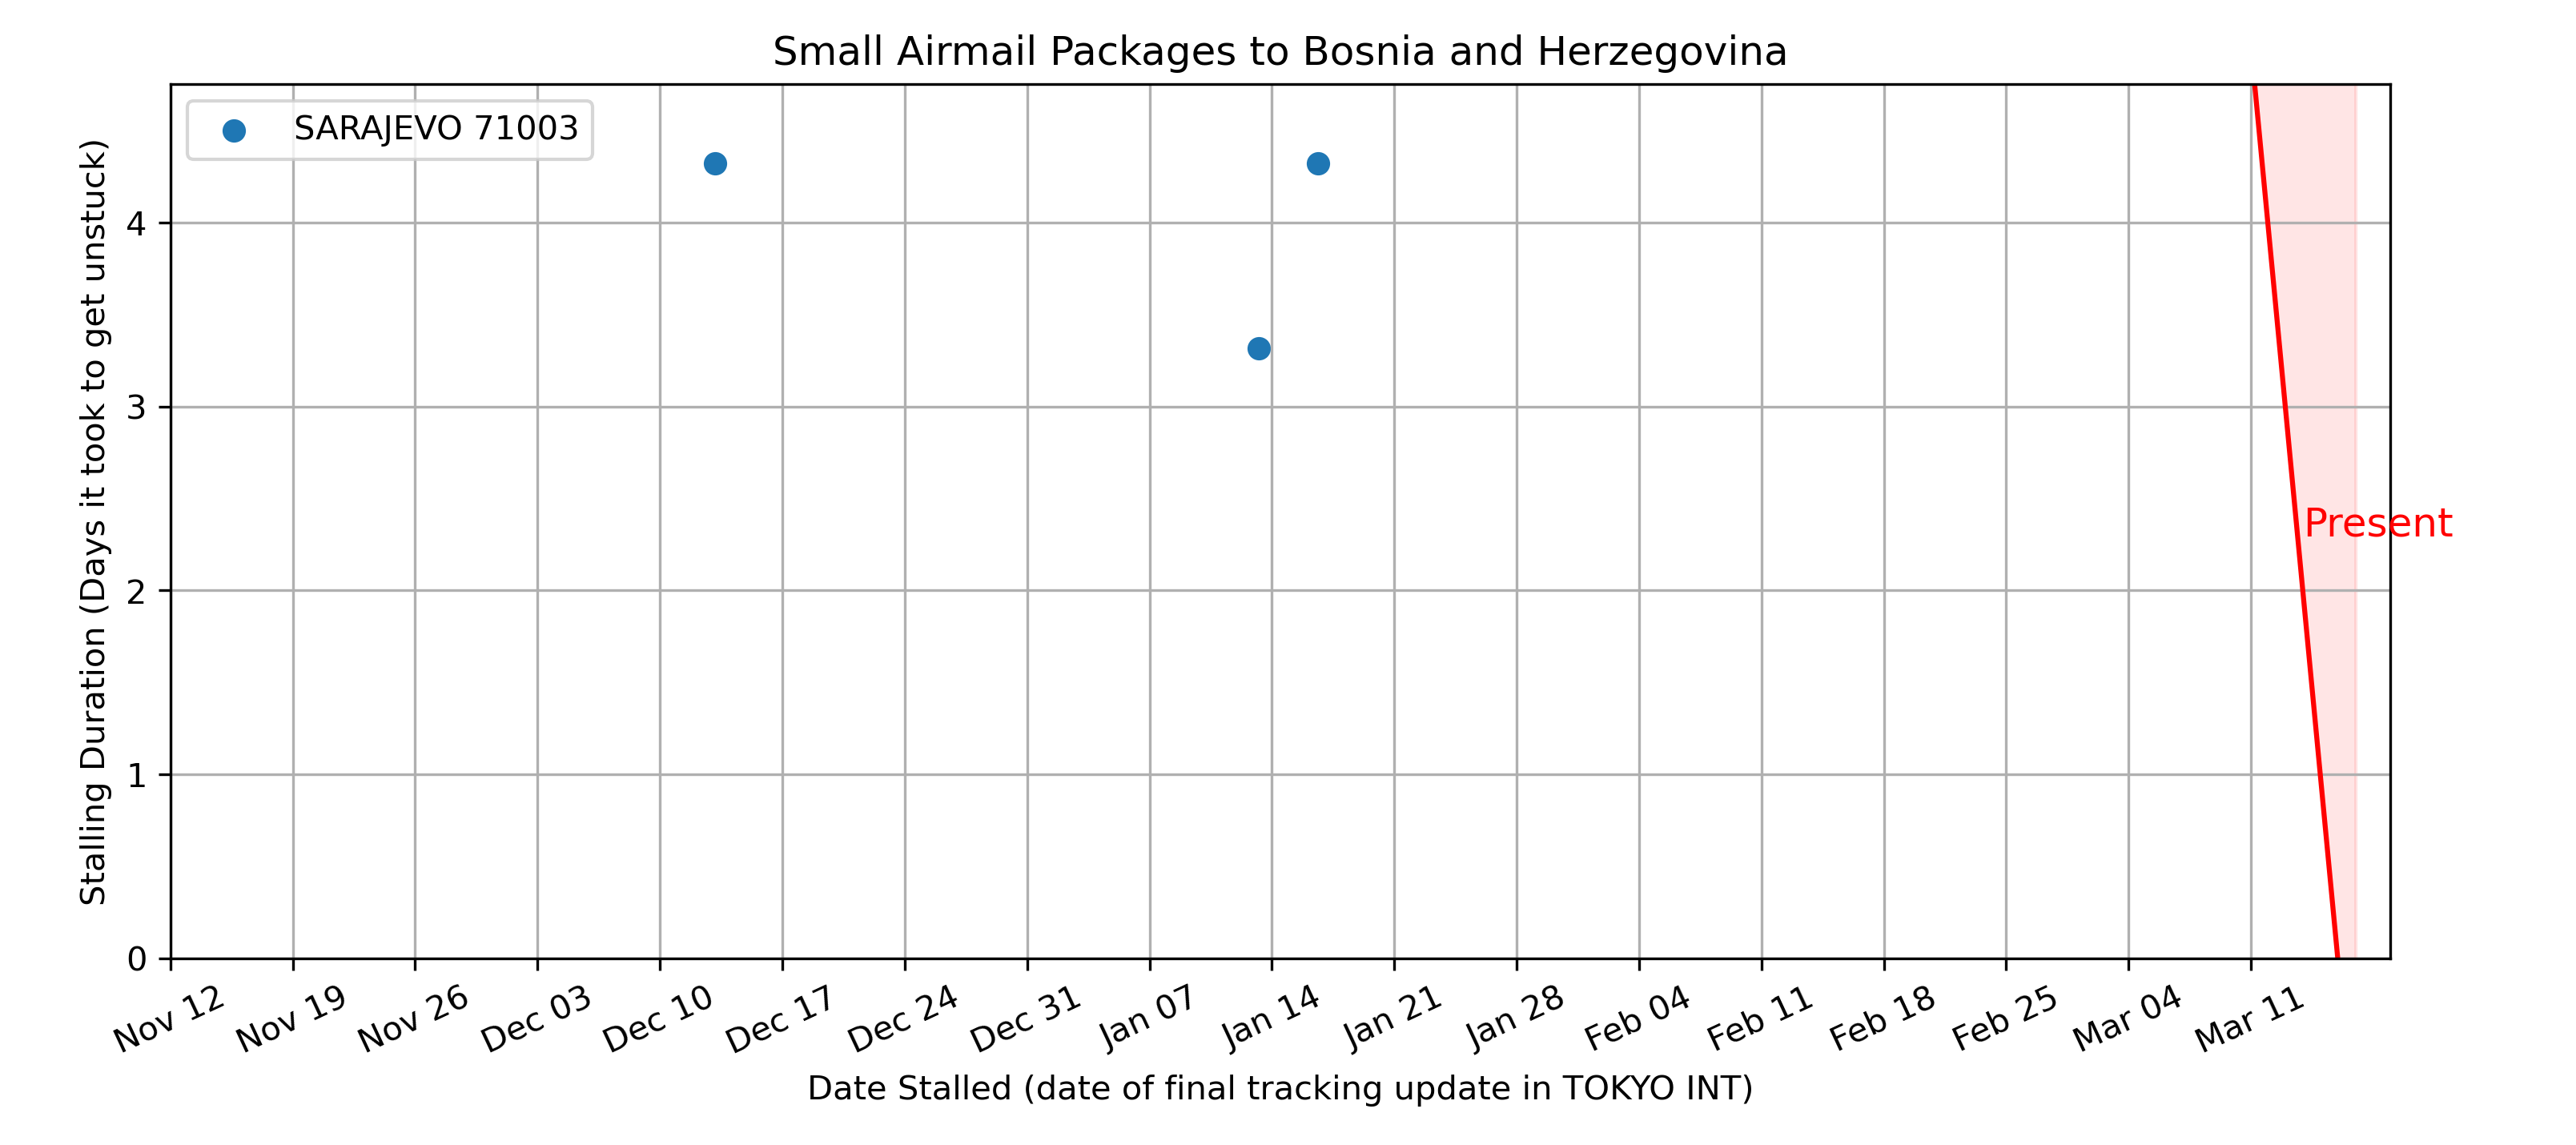 Small Airmail Packages to Bosnia and Herzegovina
SARAJEVO 71003
Stalling Duration (Days it took to get unstuck)
4
3
2
1
0
Present
Nov 12
Nov 19
Nov 26
Dec 03
Dec 10
Dec 17
Dec 24
Dec 31
Jan 07
Jan 14
Jan 21
Jan 28
Feb 04
Feb 11
Feb 18
Feb 25
Mar 04
Mar 11
Date Stalled (date of final tracking update in TOKYO INT)